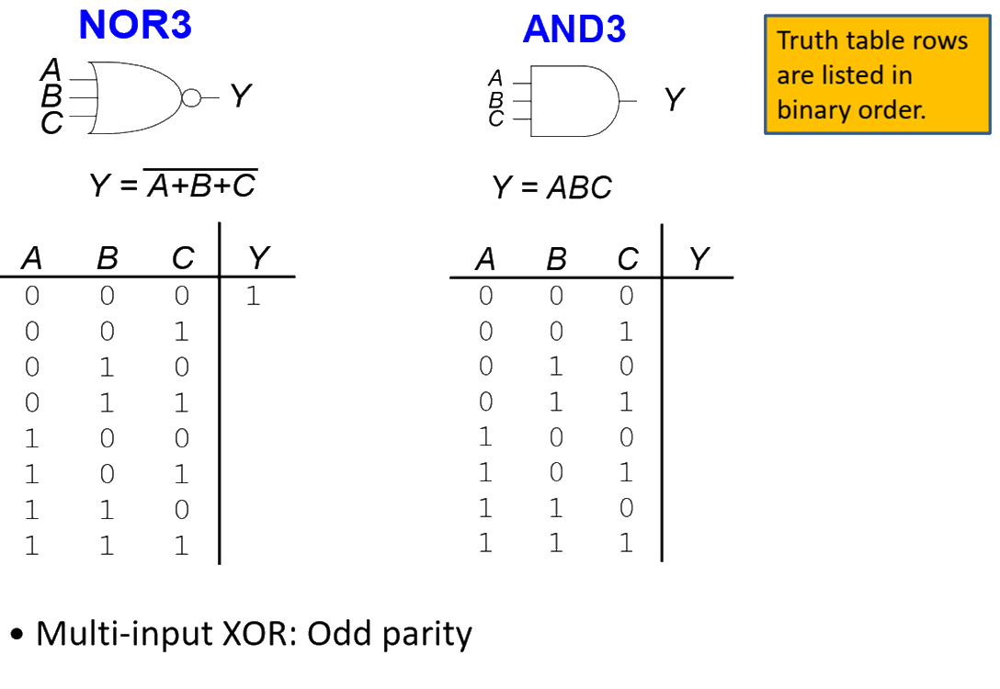 NOR3
A
B
C
Y
Y = \overline{A+B+C}
A B C Y
0 0 0 1
0 0 1
0 1 0
0 1 1
1 0 0
1 0 1
1 1 0
1 1 1
AND3
A
B
C
Y
Y = ABC
A B C Y
0 0 0
0 0 1
0 1 0
0 1 1
1 0 0
1 0 1
1 1 0
1 1 1
Truth table rows
are listed in
binary order.
• Multi-input XOR: Odd parity